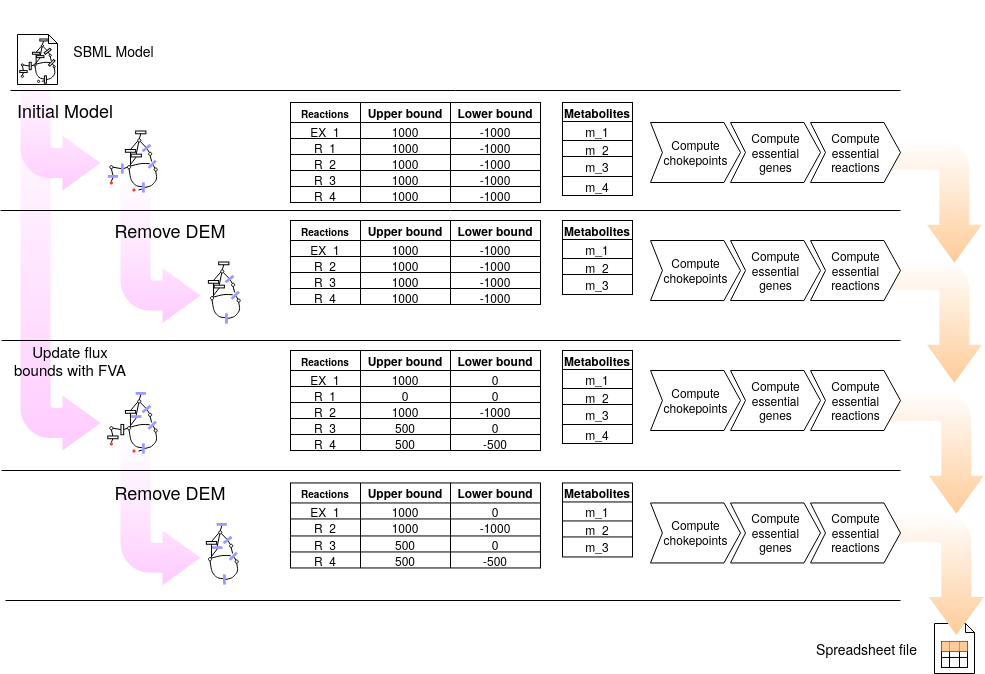 SBML Model
Initial Model
Reactions Upper bound Lower bound
EX_1 1000 -1000
R_1 1000 -1000
R_2 1000 -1000
R_3 1000 -1000
R_4 1000 -1000
Metabolites
m_1
m_2
m_3
m_4
Compute
chokepoints
Compute
essential
genes
Compute
essential
reactions
Remove DEM
Reactions Upper bound Lower bound
EX_1 1000 -1000
R_2 1000 -1000
R_3 1000 -1000
R_4 1000 -1000
Metabolites
m_1
m_2
m_3
Compute
chokepoints
Compute
essential
genes
Compute
essential
reactions
Update flux
bounds with FVA
Reactions Upper bound Lower bound
EX_1 1000 0
R_1 0 0
R_2 1000 -1000
R_3 500 0
R_4 500 -500
Metabolites
m_1
m_2
m_3
m_4
Compute
chokepoints
Compute
essential
genes
Compute
essential
reactions
Remove DEM
Reactions Upper bound Lower bound
EX_1 1000 0
R_2 1000 -1000
R_3 500 0
R_4 500 -500
Metabolites
m_1
m_2
m_3
Compute
chokepoints
Compute
essential
genes
Compute
essential
reactions
Spreadsheet file